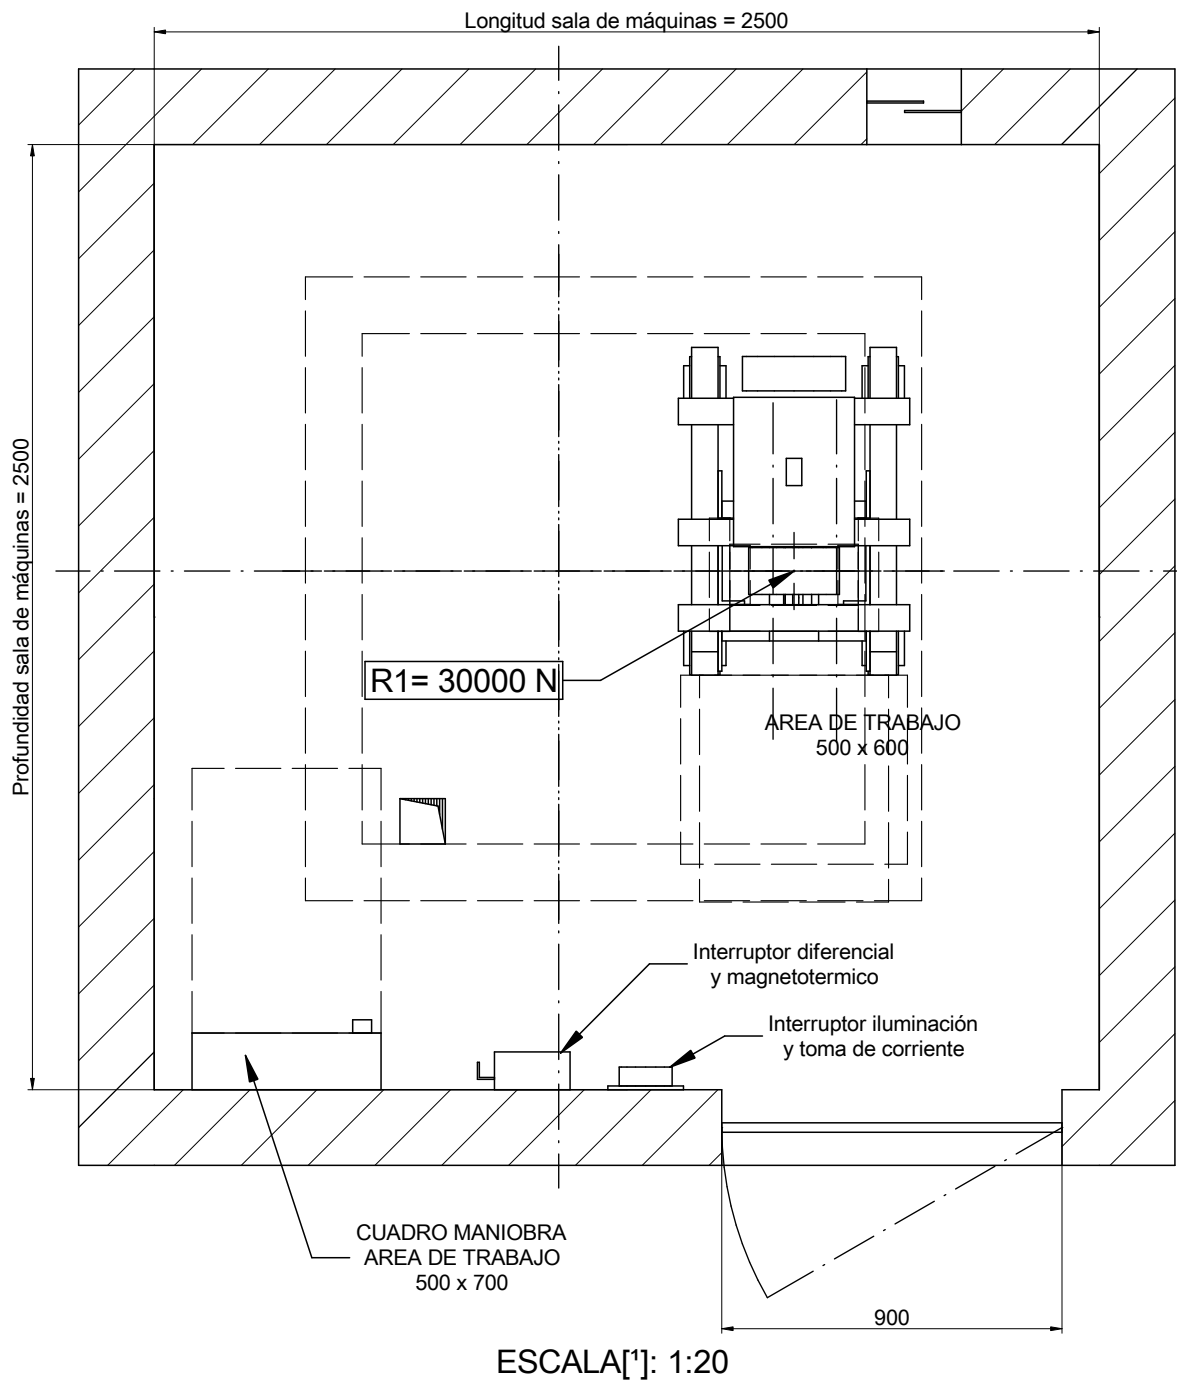 Longitud sala de máquinas = 2500
Profundidad sala de máquinas = 2500
R1= 30000 N
AREA DE TRABAJO
500 x 600
Interruptor diferencial
y magnetotermico
Interruptor iluminación
y toma de corriente
CUADRO MANIOBRA
AREA DE TRABAJO
500 x 700
900
ESCALA[¹]: 1:20